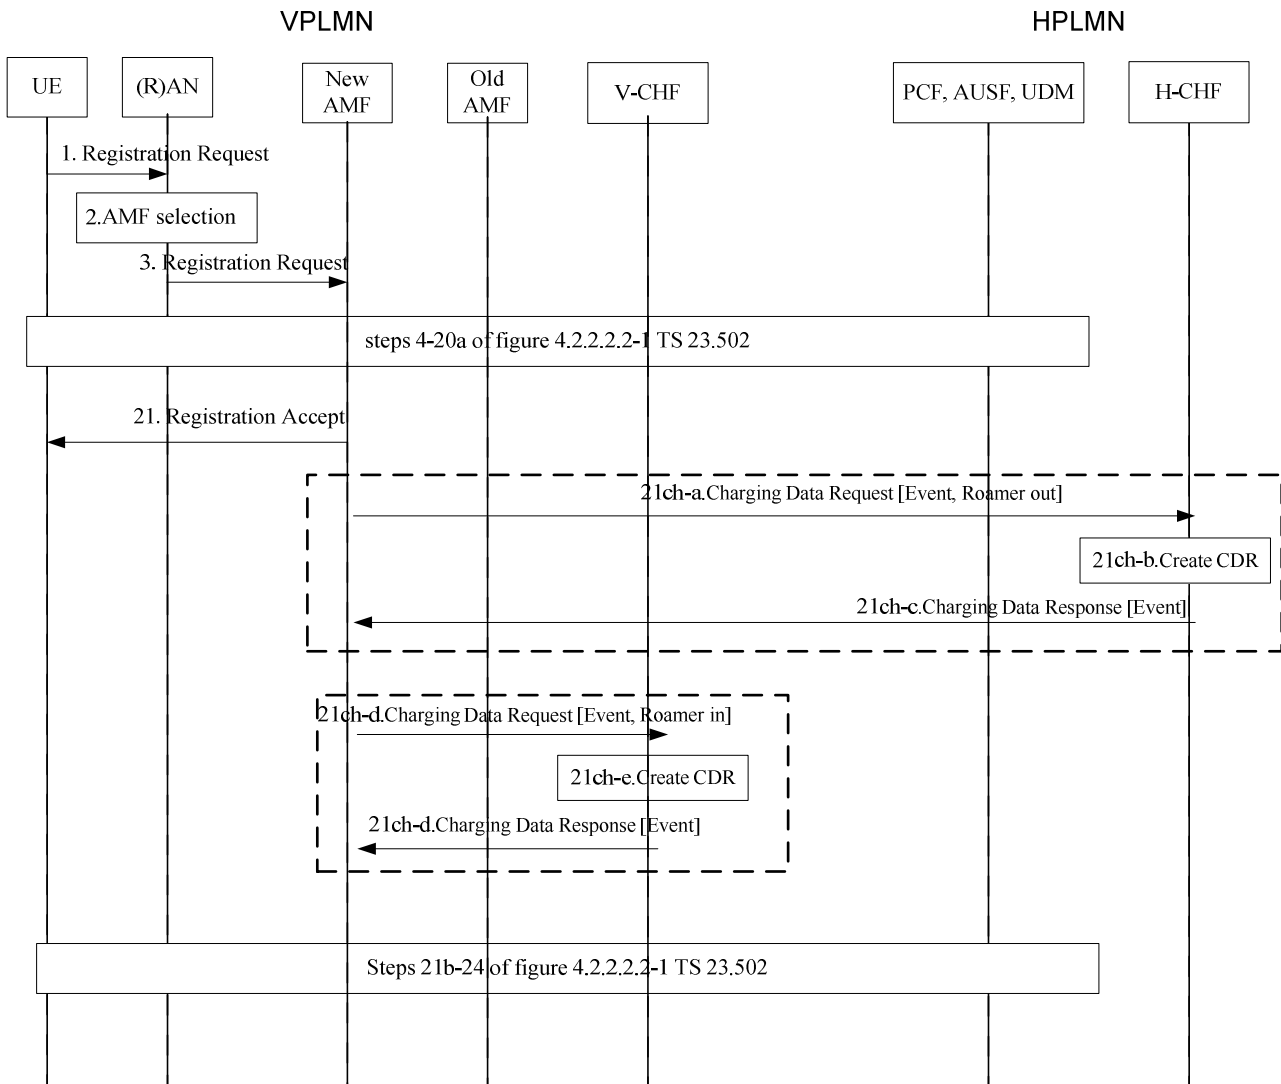 VPLMN
HPLMN
UE
(R)AN
New
AMF
Old
AMF
V-CHF
PCF, AUSF, UDM
H-CHF
1. Registration Request
2.AMF selection
3. Registration Request
steps 4-20a of figure 4.2.2.2.2-1 TS 23.502
21. Registration Accept
21ch-a.Charging Data Request [Event, Roamer out]
21ch-b.Create CDR
21ch-c.Charging Data Response [Event]
21ch-d.Charging Data Request [Event, Roamer in]
21ch-e.Create CDR
21ch-d.Charging Data Response [Event]
Steps 21b-24 of figure 4.2.2.2.2-1 TS 23.502